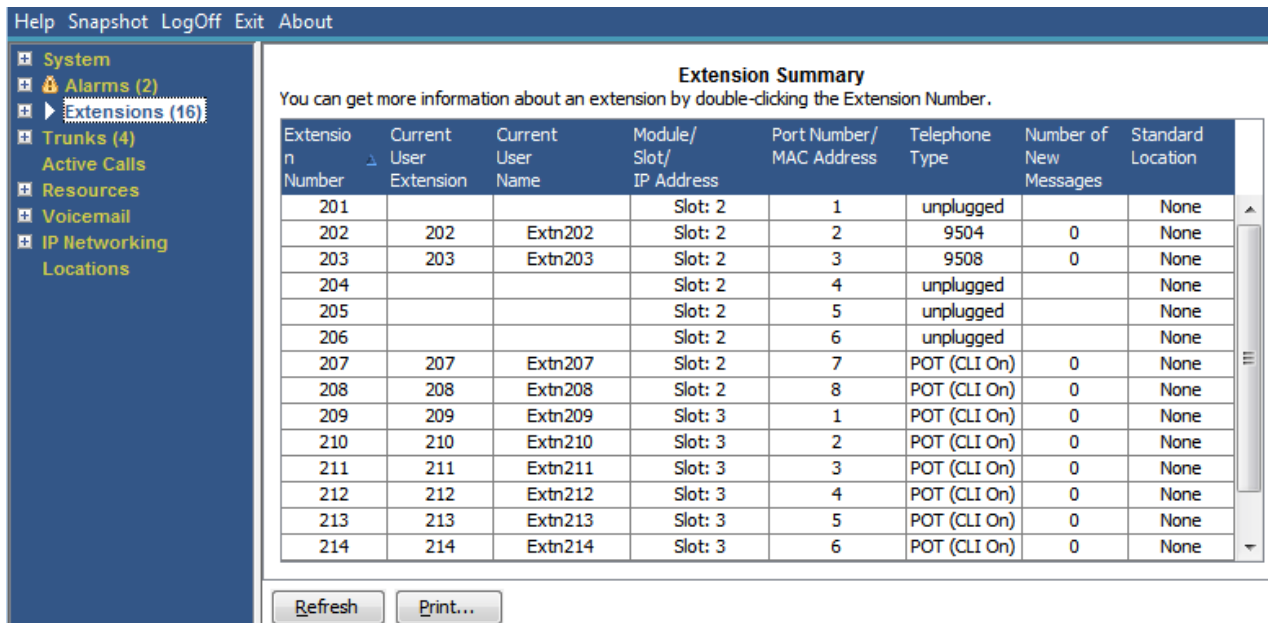 Help Snapshot LogOff Exit About
System
Alarms (2)
Extensions (16)
Trunks (4)
Active Calls
Resources
Voicemail
IP Networking
Locations
Extension Summary
You can get more information about an extension by double-clicking the Extension Number.
Extensio Current Current Module/ Port Number/ Telephone Number of Standard
n User User Slot/ MAC Address Type New Location
Number Extension Name IP Address Messages
201 Slot: 2 1 unplugged None
202 202 Extn202 Slot: 2 2 9504 0 None
203 203 Extn203 Slot: 2 3 9508 0 None
204 Slot: 2 4 unplugged None
205 Slot: 2 5 unplugged None
206 Slot: 2 6 unplugged None
207 207 Extn207 Slot: 2 7 POT (CLI On) 0 None
208 208 Extn208 Slot: 2 8 POT (CLI On) 0 None
209 209 Extn209 Slot: 3 1 POT (CLI On) 0 None
210 210 Extn210 Slot: 3 2 POT (CLI On) 0 None
211 211 Extn211 Slot: 3 3 POT (CLI On) 0 None
212 212 Extn212 Slot: 3 4 POT (CLI On) 0 None
213 213 Extn213 Slot: 3 5 POT (CLI On) 0 None
214 214 Extn214 Slot: 3 6 POT (CLI On) 0 None
Refresh Print...